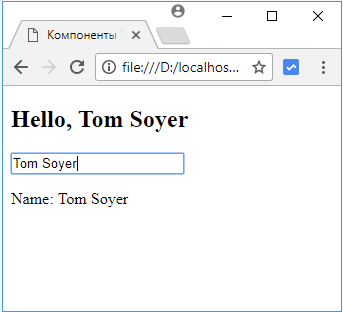 Компоненты
file:///D:/localhos...
Hello, Tom Soyer
Tom Soyer
Name: Tom Soyer